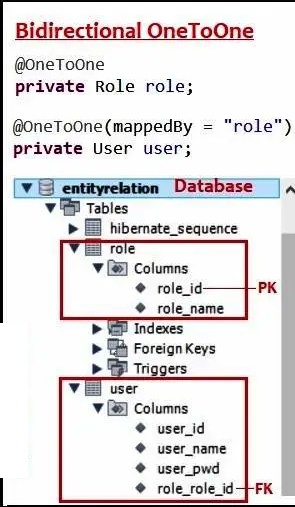 Bidirectional OneToOne
@OneToOne
private Role role;
@OneToOne(mappedBy = "role")
private User user;
entityrelation Database
Tables
hibernate_sequence
role
Columns
role_id PK
role_name
Indexes
Foreign Keys
Triggers
user
Columns
user_id
user_name
user_pwd
role_role_id FK